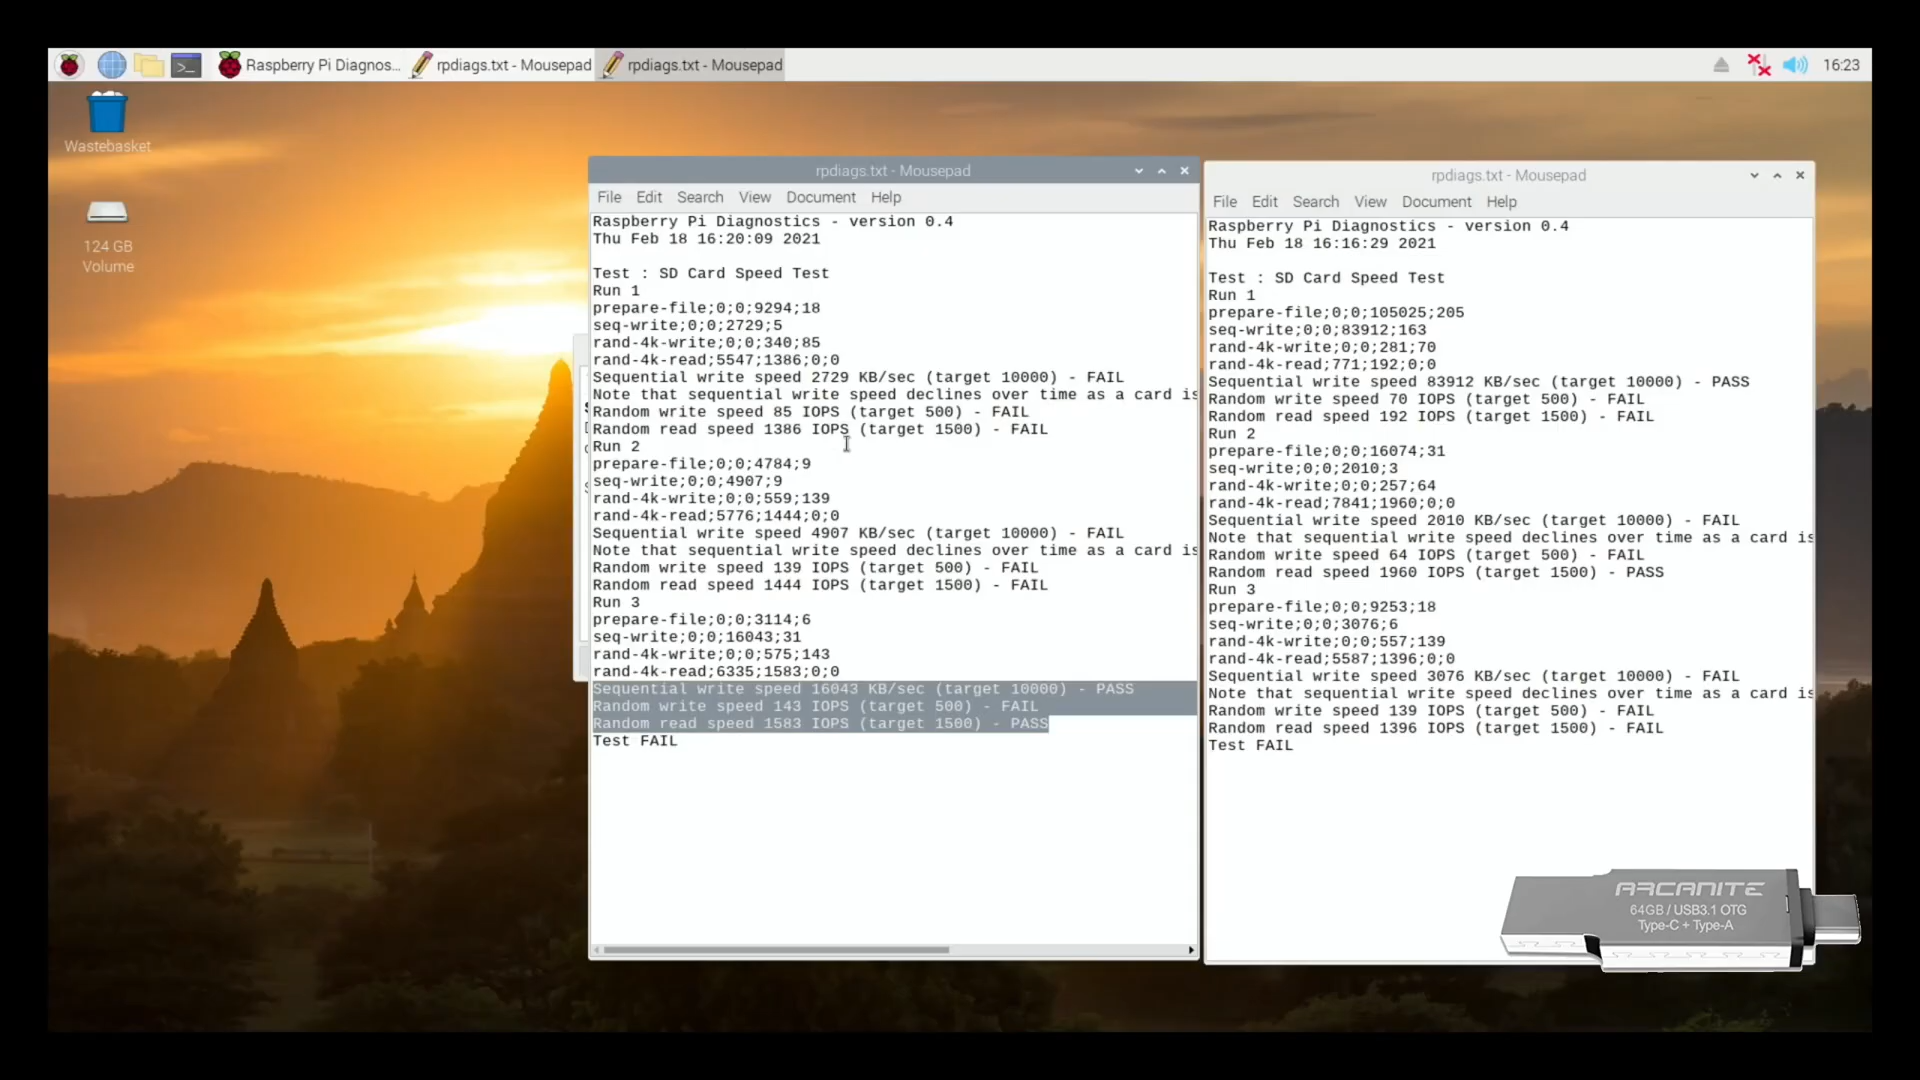 Raspberry Pi Diagnos...
rpdiags.txt - Mousepad
rpdiags.txt - Mousepad
16:23
Wastebasket
124 GB
Volume
rpdiags.txt - Mousepad
File Edit Search View Document Help
Raspberry Pi Diagnostics - version 0.4
Thu Feb 18 16:20:09 2021
Test : SD Card Speed Test
Run 1
prepare-file;0;0;9294;18
seq-write;0;0;2729;5
rand-4k-write;0;0;340;85
rand-4k-read;5547;1386;0;0
Sequential write speed 2729 KB/sec (target 10000) - FAIL
Note that sequential write speed declines over time as a card is
Random write speed 85 IOPS (target 500) - FAIL
Random read speed 1386 IOPS (target 1500) - FAIL
Run 2
prepare-file;0;0;4784;9
seq-write;0;0;4907;9
rand-4k-write;0;0;559;139
rand-4k-read;5776;1444;0;0
Sequential write speed 4907 KB/sec (target 10000) - FAIL
Note that sequential write speed declines over time as a card is
Random write speed 139 IOPS (target 500) - FAIL
Random read speed 1444 IOPS (target 1500) - FAIL
Run 3
prepare-file;0;0;3114;6
seq-write;0;0;16043;31
rand-4k-write;0;0;575;143
rand-4k-read;6335;1583;0;0
Sequential write speed 16043 KB/sec (target 10000) - PASS
Random write speed 143 IOPS (target 500) - FAIL
Random read speed 1583 IOPS (target 1500) - PASS
Test FAIL
rpdiags.txt - Mousepad
File Edit Search View Document Help
Raspberry Pi Diagnostics - version 0.4
Thu Feb 18 16:16:29 2021
Test : SD Card Speed Test
Run 1
prepare-file;0;0;105025;205
seq-write;0;0;83912;163
rand-4k-write;0;0;281;70
rand-4k-read;771;192;0;0
Sequential write speed 83912 KB/sec (target 10000) - PASS
Random write speed 70 IOPS (target 500) - FAIL
Random read speed 192 IOPS (target 1500) - FAIL
Run 2
prepare-file;0;0;16074;31
seq-write;0;0;2010;3
rand-4k-write;0;0;257;64
rand-4k-read;7841;1960;0;0
Sequential write speed 2010 KB/sec (target 10000) - FAIL
Note that sequential write speed declines over time as a card is
Random write speed 64 IOPS (target 500) - FAIL
Random read speed 1960 IOPS (target 1500) - PASS
Run 3
prepare-file;0;0;9253;18
seq-write;0;0;3076;6
rand-4k-write;0;0;557;139
rand-4k-read;5587;1396;0;0
Sequential write speed 3076 KB/sec (target 10000) - FAIL
Note that sequential write speed declines over time as a card is
Random write speed 139 IOPS (target 500) - FAIL
Random read speed 1396 IOPS (target 1500) - FAIL
Test FAIL
ARCANITE
64GB / USB3.1 OTG
Type-C + Type-A